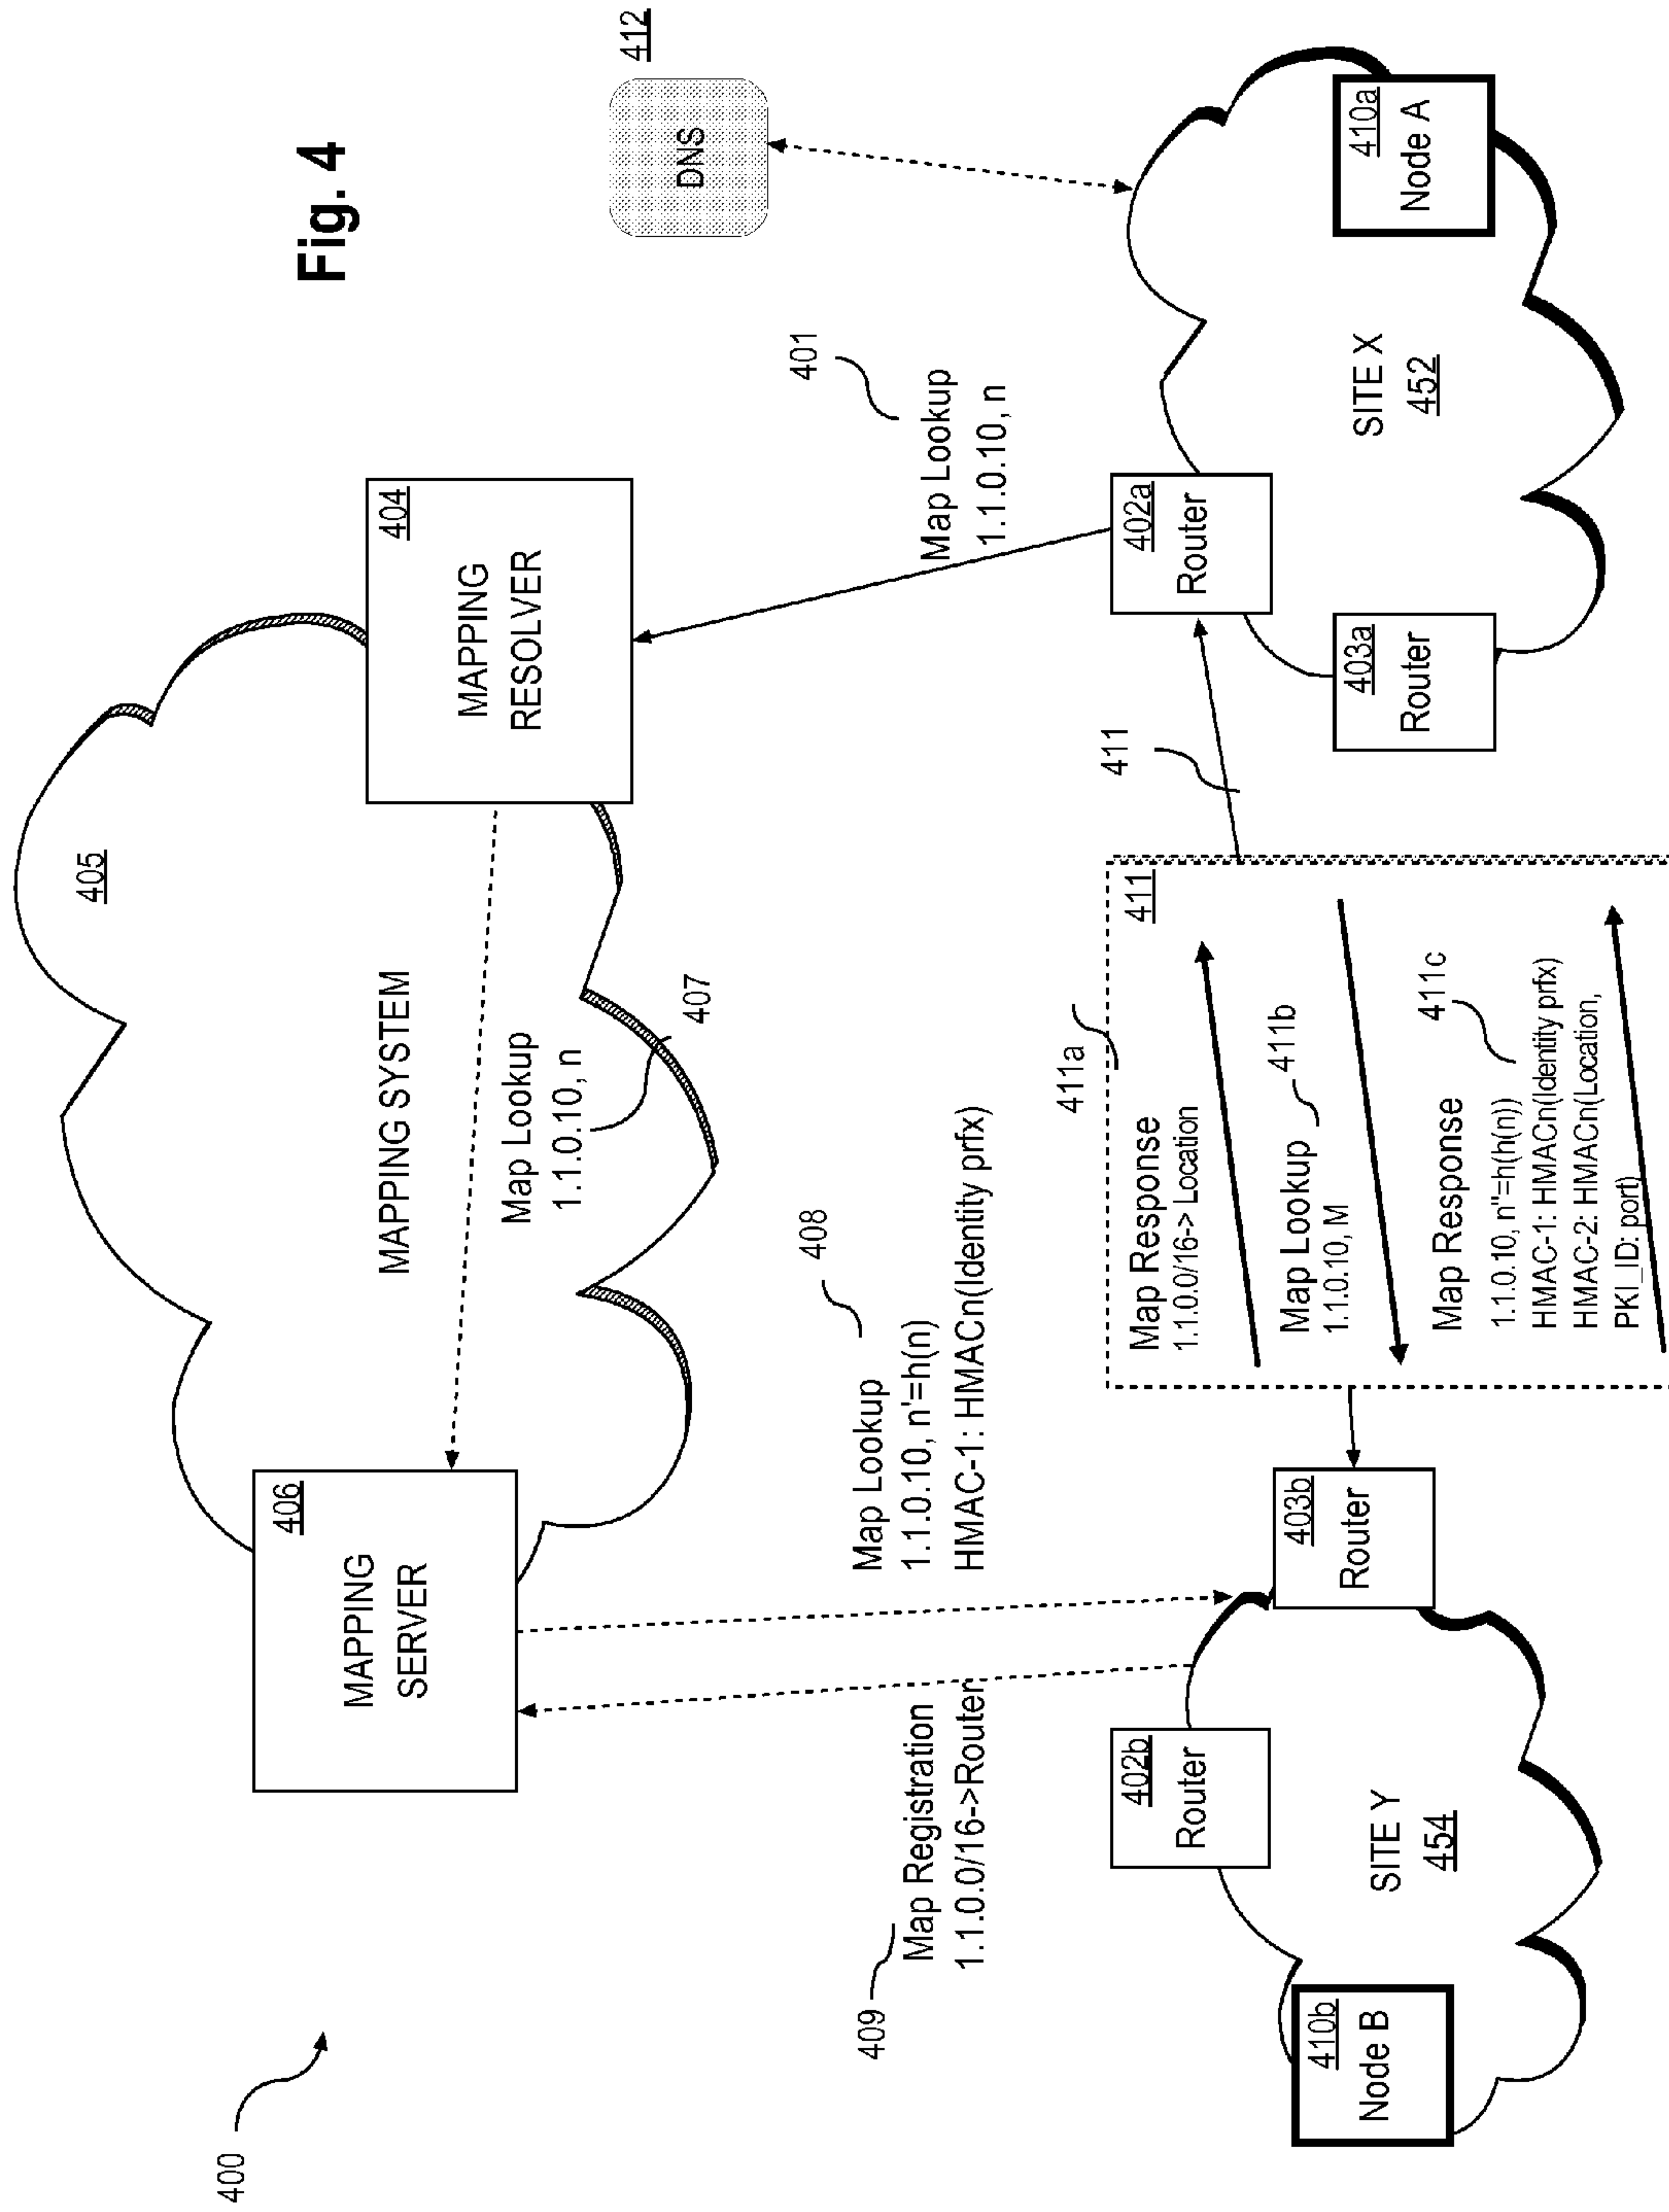 Fig. 4
400
405
MAPPING SYSTEM
406
MAPPING
SERVER
404
MAPPING
RESOLVER
Map Lookup
1.1.0.10, n
407
412
DNS
409
Map Registration
1.1.0.0/16->Router
408
Map Lookup
1.1.0.10, n'=h(n)
HMAC-1: HMACn(Identity prfx)
401
Map Lookup
1.1.0.10, n
402b
Router
403b
Router
SITE Y
454
410b
Node B
411a
411
Map Response
1.1.0.0/16-> Location
Map Lookup
1.1.0.10, M
411b
Map Response
1.1.0.10, n''=h(h(n))
HMAC-1: HMACn(Identity prfx)
HMAC-2: HMACn(Location,
PKI_ID: port)
411c
411
402a
Router
403a
Router
SITE X
452
410a
Node A